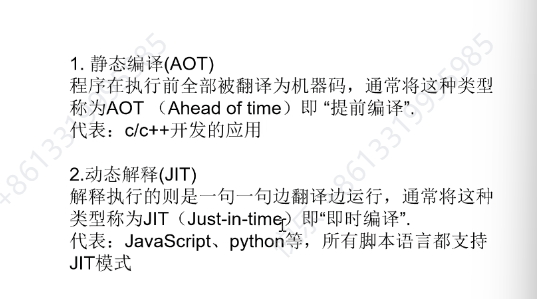 1. 静态编译(AOT)
程序在执行前全部被翻译为机器码，通常将这种类型
称为AOT （Ahead of time）即 “提前编译”.
代表：c/c++开发的应用
2.动态解释(JIT)
解释执行的则是一句一句边翻译边运行，通常将这种
类型称为JIT（Just-in-time）即“即时编译”.
代表：JavaScript、python等，所有脚本语言都支持
JIT模式